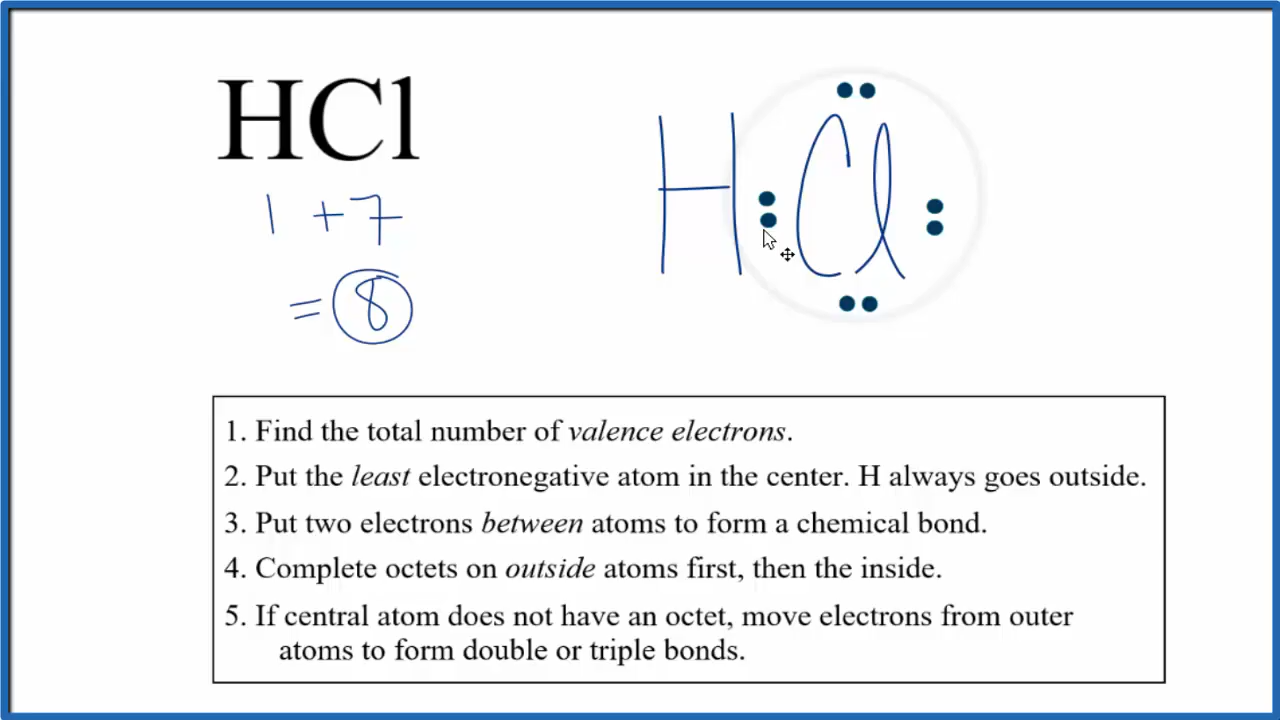 HCl
1 + 7
= 8
H Cl
1. Find the total number of valence electrons.
2. Put the least electronegative atom in the center. H always goes outside.
3. Put two electrons between atoms to form a chemical bond.
4. Complete octets on outside atoms first, then the inside.
5. If central atom does not have an octet, move electrons from outer
atoms to form double or triple bonds.